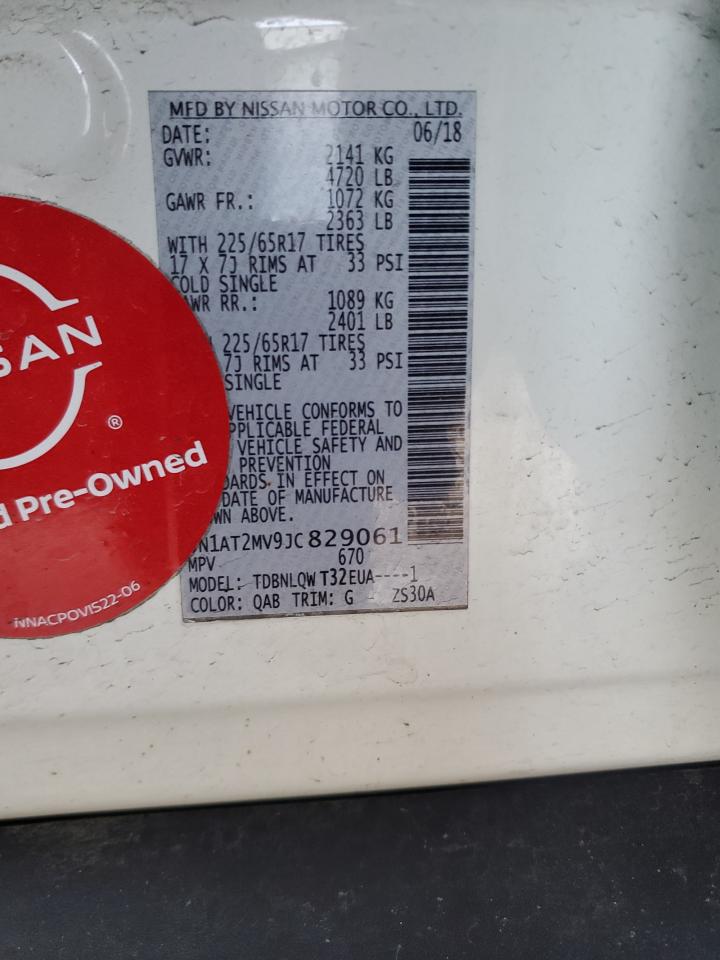 MFD BY NISSAN MOTOR CO., LTD.
DATE: 06/18
GVWR: 2141 KG
4720 LB
GAWR FR.: 1072 KG
2363 LB
WITH 225/65R17 TIRES
17 X 7J RIMS AT 33 PSI
COLD SINGLE
AWR RR.: 1089 KG
2401 LB
225/65R17 TIRES
7J RIMS AT 33 PSI
SINGLE
VEHICLE CONFORMS TO
PPLICABLE FEDERAL
VEHICLE SAFETY AND
PREVENTION
DARDS IN EFFECT ON
DATE OF MANUFACTURE
WN ABOVE.
N1AT2MV9JC829061
MPV 670
MODEL: TDBNLQWT32EUA----1
COLOR: QAB TRIM: G - ZS30A
SAN
®
d Pre-Owned
NNACPOVIS22-06